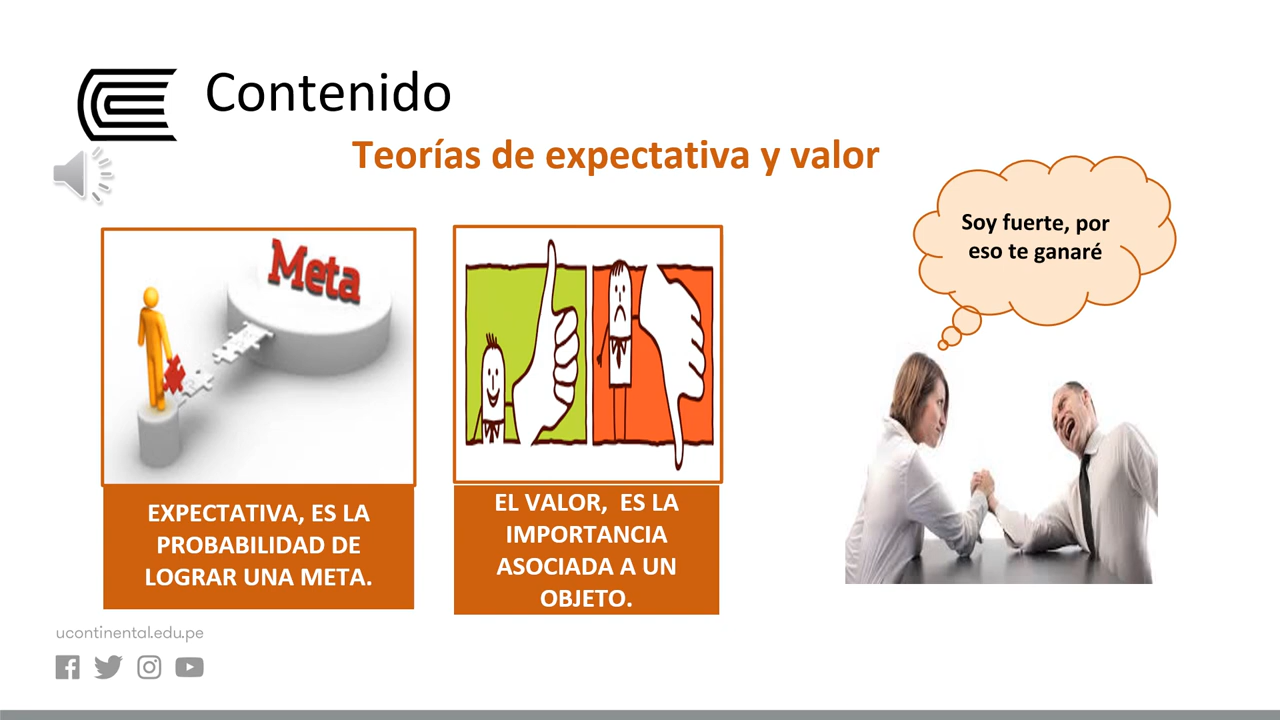 Contenido
Teorías de expectativa y valor
Soy fuerte, por
eso te ganaré
Meta
EXPECTATIVA, ES LA
PROBABILIDAD DE
LOGRAR UNA META.
EL VALOR,  ES LA
IMPORTANCIA
ASOCIADA A UN
OBJETO.
ucontinental.edu.pe